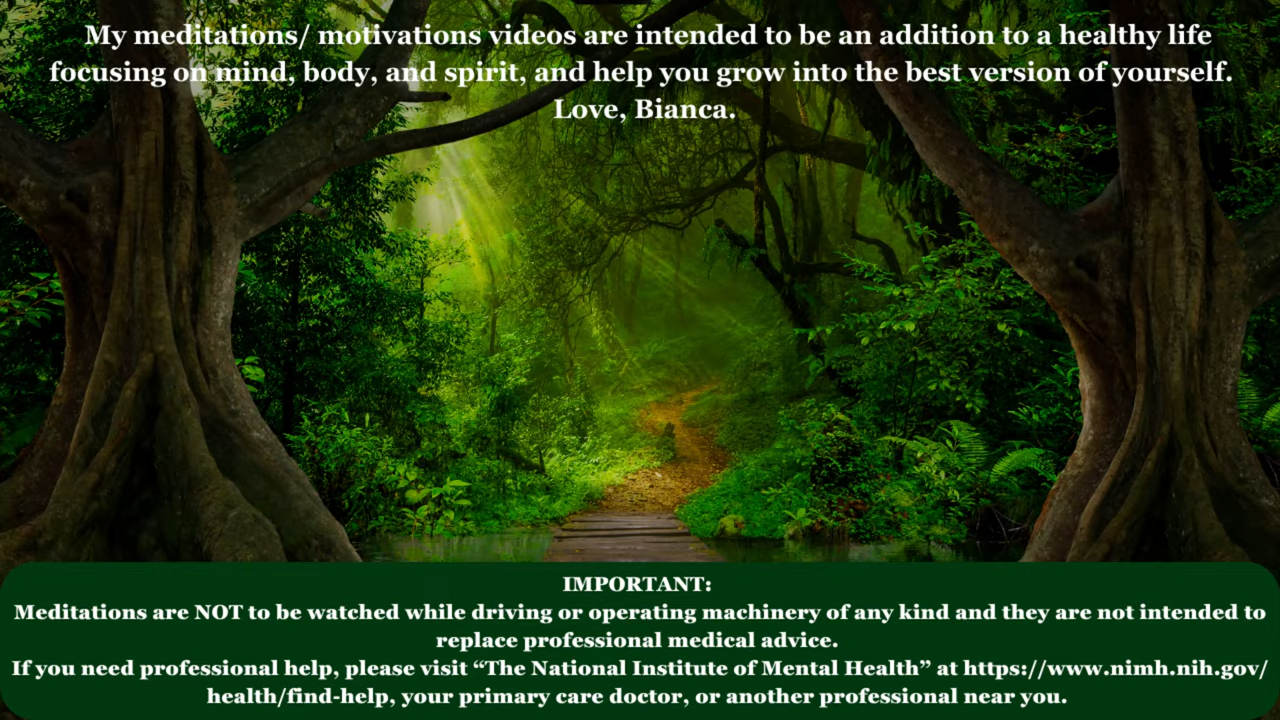 My meditations/ motivations videos are intended to be an addition to a healthy life
focusing on mind, body, and spirit, and help you grow into the best version of yourself.
Love, Bianca.
IMPORTANT:
Meditations are NOT to be watched while driving or operating machinery of any kind and they are not intended to
replace professional medical advice.
If you need professional help, please visit “The National Institute of Mental Health” at https://www.nimh.nih.gov/
health/find-help, your primary care doctor, or another professional near you.